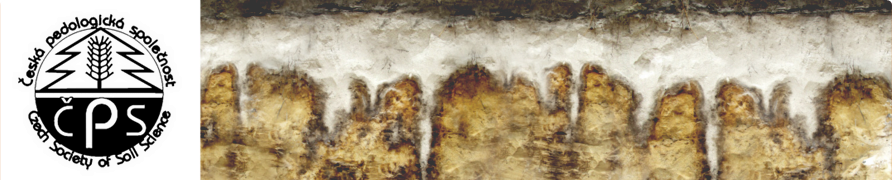 Česká pedologická společnost
ČPS
Czech Society of Soil Science